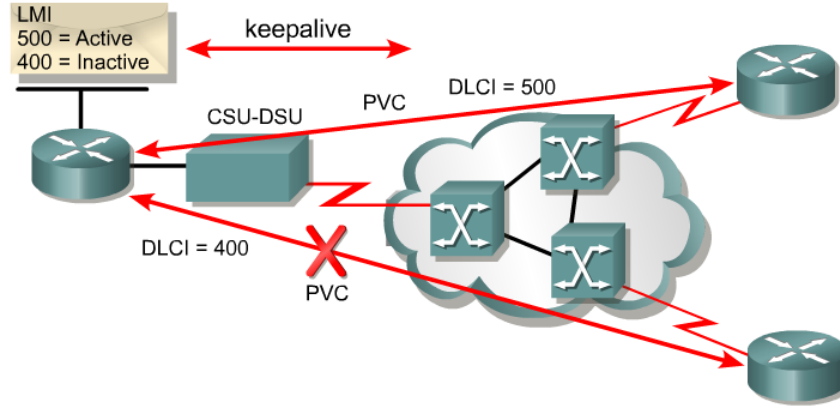 LMI
500 = Active
400 = Inactive
keepalive
DLCI = 500
PVC
CSU-DSU
DLCI = 400
PVC